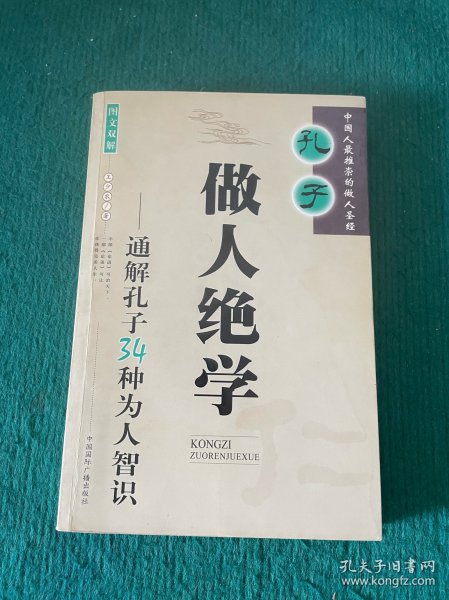 中国人最推崇的做人圣经
孔子
做人绝学
KONGZI
ZUORENJUEXUE
——通解孔子34种为人智识
图文双解
中国国际广播出版社
孔夫子旧书网
www.kongfz.com